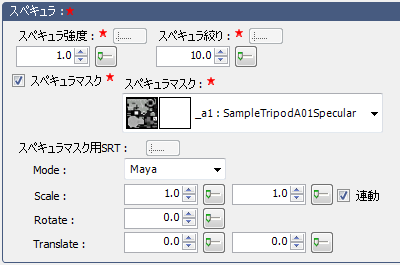 スペキュラ：★
スペキュラ強度：★ スペキュラ絞り：★
1.0 10.0
スペキュラマスク★ スペキュラマスク：★
_a1 : SampleTripodA01Specular
スペキュラマスク用SRT：
Mode : Maya
Scale : 1.0 1.0 連動
Rotate : 0.0
Translate : 0.0 0.0